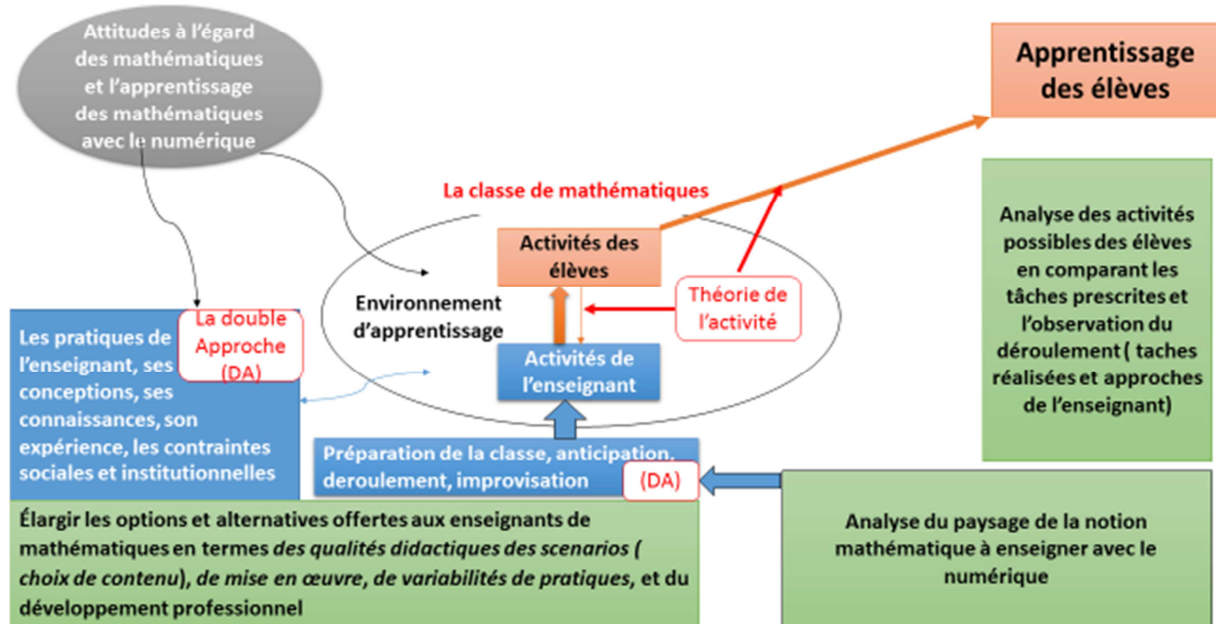 Attitudes à l'égard
des mathématiques
et l'apprentissage
des mathématiques
avec le numérique
Apprentissage
des élèves
La classe de mathématiques
Activités des
élèves
Environnement
d'apprentissage
Théorie de
l'activité
Activités de
l'enseignant
Analyse des activités
possibles des élèves
en comparant les
tâches prescrites et
l'observation du
déroulement ( taches
réalisées et approches
de l'enseignant)
La double
Approche
(DA)
Les pratiques de
l'enseignant, ses
conceptions, ses
connaissances, son
expérience, les contraintes
sociales et institutionnelles
Préparation de la classe, anticipation,
deroulement, improvisation
(DA)
Élargir les options et alternatives offertes aux enseignants de
mathématiques en termes des qualités didactiques des scenarios (
choix de contenu), de mise en œuvre, de variabilités de pratiques, et du
développement professionnel
Analyse du paysage de la notion
mathématique à enseigner avec le
numérique